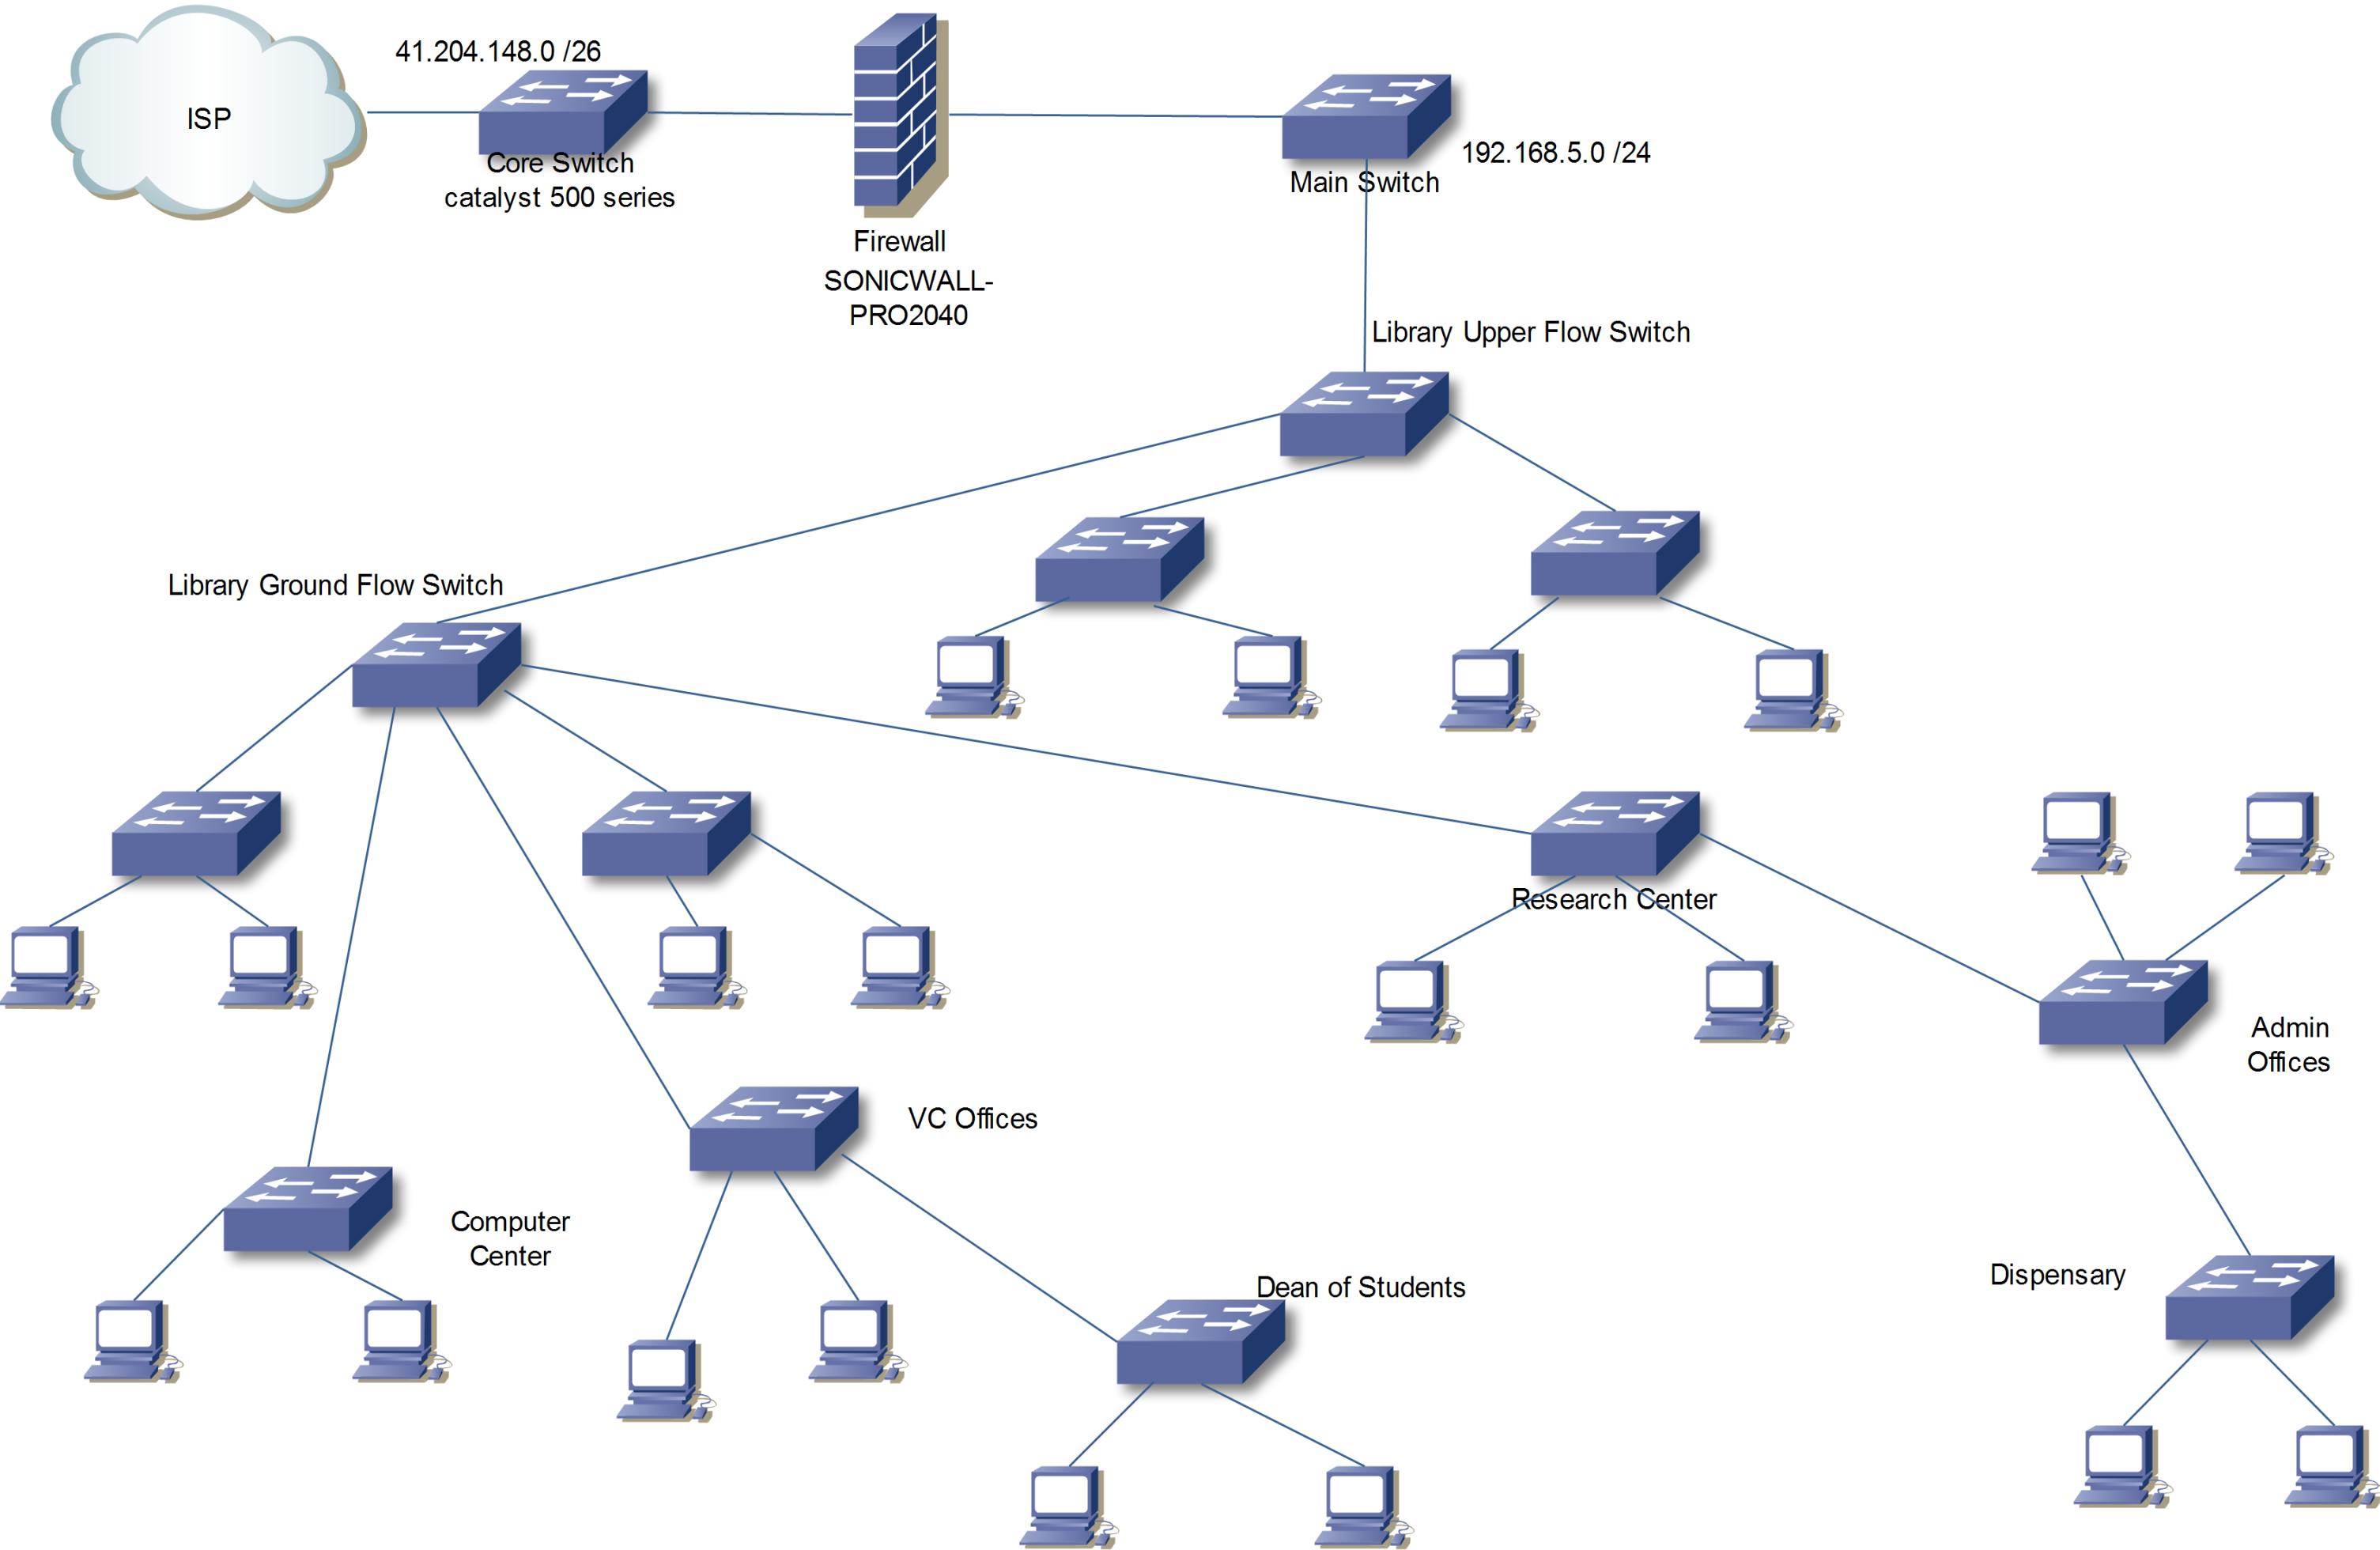 41.204.148.0 /26
ISP
Core Switch
catalyst 500 series
Firewall
SONICWALL-
PRO2040
192.168.5.0 /24
Main Switch
Library Upper Flow Switch
Library Ground Flow Switch
Research Center
Admin
Offices
VC Offices
Computer
Center
Dean of Students
Dispensary